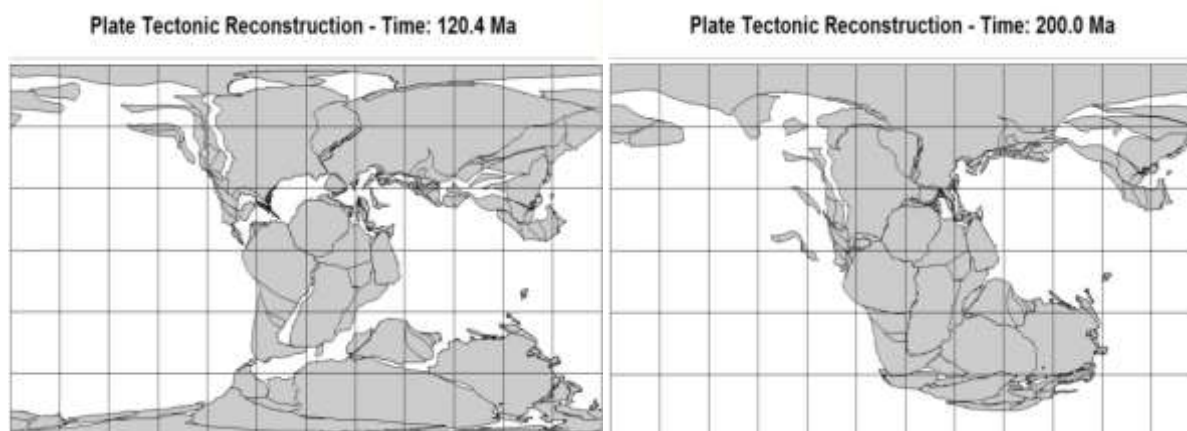 Plate Tectonic Reconstruction - Time: 120.4 Ma
Plate Tectonic Reconstruction - Time: 200.0 Ma